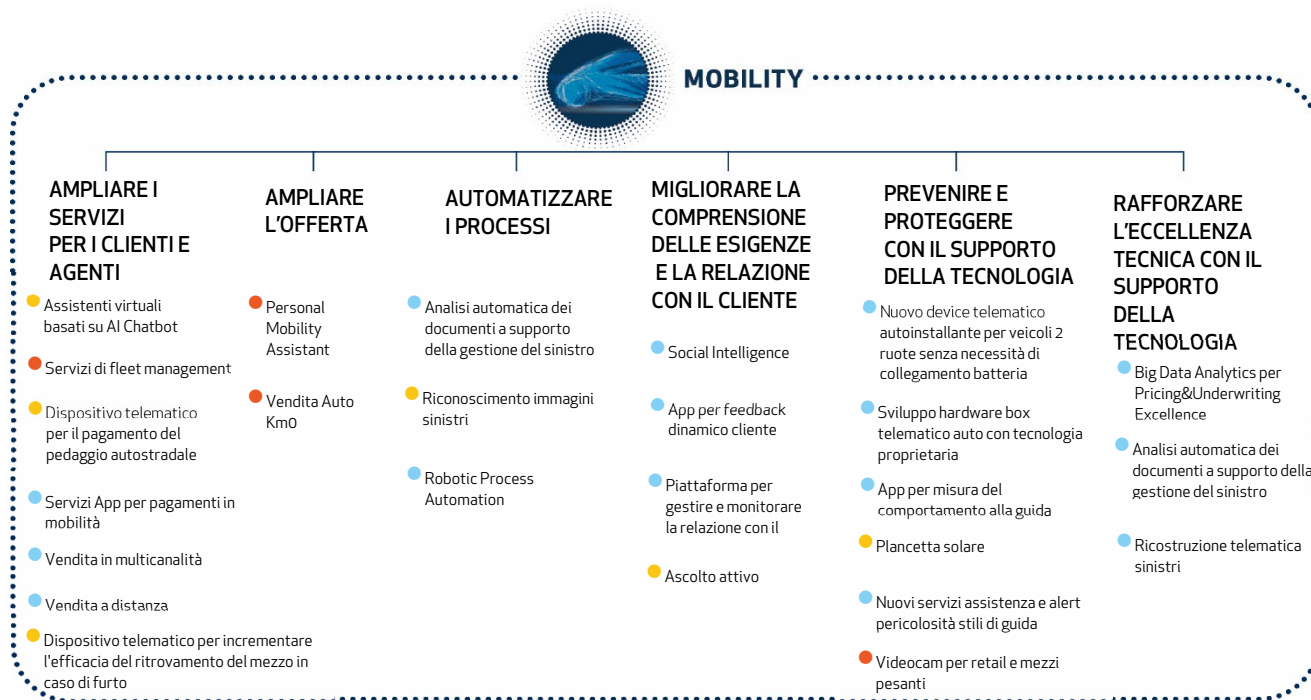 MOBILITY
AMPLIARE I
SERVIZI
PER I CLIENTI E
AGENTI
Assistenti virtuali
basati su AI Chatbot
Servizi di fleet management
Dispositivo telematico
per il pagamento del
pedaggio autostradale
Servizi App per pagamenti in
mobilità
Vendita in multicanalità
Vendita a distanza
Dispositivo telematico per incrementare
l'efficacia del ritrovamento del mezzo in
caso di furto
AMPLIARE
L'OFFERTA
Personal
Mobility
Assistant
Vendita Auto
Km0
AUTOMATIZZARE
I PROCESSI
Analisi automatica dei
documenti a supporto
della gestione del sinistro
Riconoscimento immagini
sinistri
Robotic Process
Automation
MIGLIORARE LA
COMPRENSIONE
DELLE ESIGENZE
E LA RELAZIONE
CON IL CLIENTE
Social Intelligence
App per feedback
dinamico cliente
Piattaforma per
gestire e monitorare
la relazione con il
Ascolto attivo
PREVENIRE E
PROTEGGERE
CON IL SUPPORTO
DELLA TECNOLOGIA
Nuovo device telematico
autoinstallante per veicoli 2
ruote senza necessità di
collegamento batteria
Sviluppo hardware box
telematico auto con tecnologia
proprietaria
App per misura del
comportamento alla guida
Plancetta solare
Nuovi servizi assistenza e alert
pericolosità stili di guida
Videocam per retail e mezzi
pesanti
RAFFORZARE
L'ECCELLENZA
TECNICA CON IL
SUPPORTO
DELLA
TECNOLOGIA
Big Data Analytics per
Pricing&Underwriting
Excellence
Analisi automatica dei
documenti a supporto della
gestione del sinistro
Ricostruzione telematica
sinistri